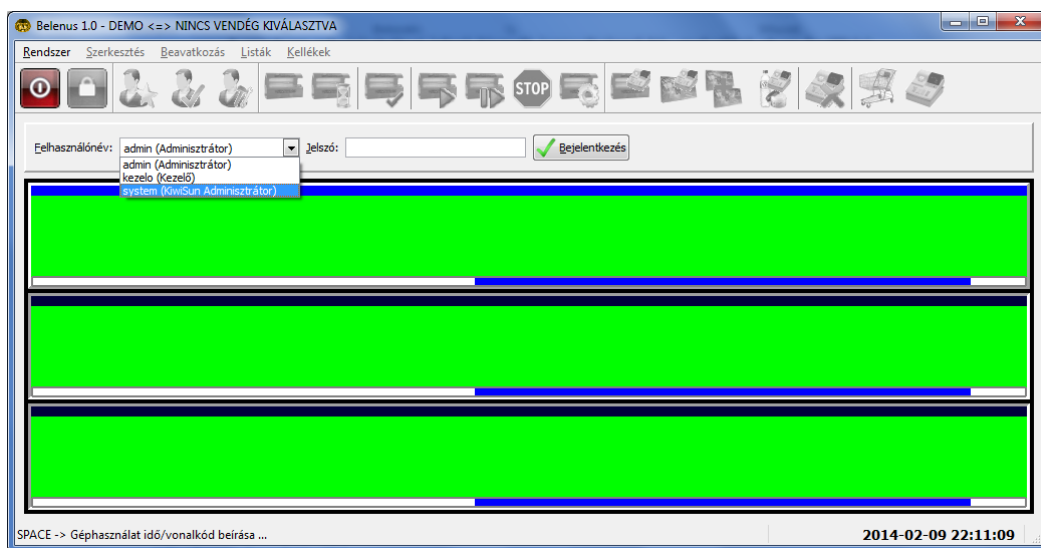 Belenus 1.0 - DEMO <=> NINCS VENDÉG KIVÁLASZTVA
Rendszer Szerkesztés Beavatkozás Listák Kellékek
STOP
Felhasználónév: admin (Adminisztrátor) Jelszó: Bejelentkezés
admin (Adminisztrátor)
kezelo (Kezelő)
system (KiwiSun Adminisztrátor)
SPACE -> Géphasználat idő/vonalkód beírása ... 2014-02-09 22:11:09